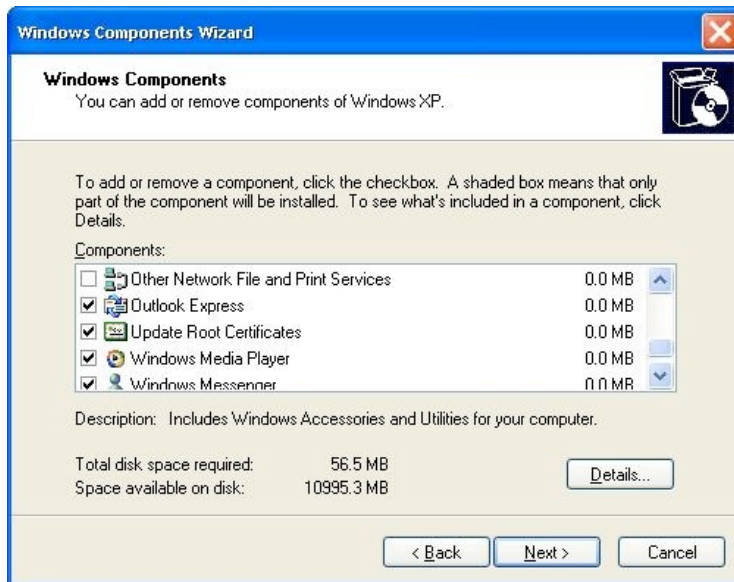 Windows Components Wizard
Windows Components
You can add or remove components of Windows XP.
To add or remove a component, click the checkbox. A shaded box means that only
part of the component will be installed. To see what's included in a component, click
Details.
Components:
Other Network File and Print Services 0.0 MB
Outlook Express 0.0 MB
Update Root Certificates 0.0 MB
Windows Media Player 0.0 MB
Windows Messenger 0.0 MB
Description: Includes Windows Accessories and Utilities for your computer.
Total disk space required: 56.5 MB
Space available on disk: 10995.3 MB
Details...
< Back Next > Cancel